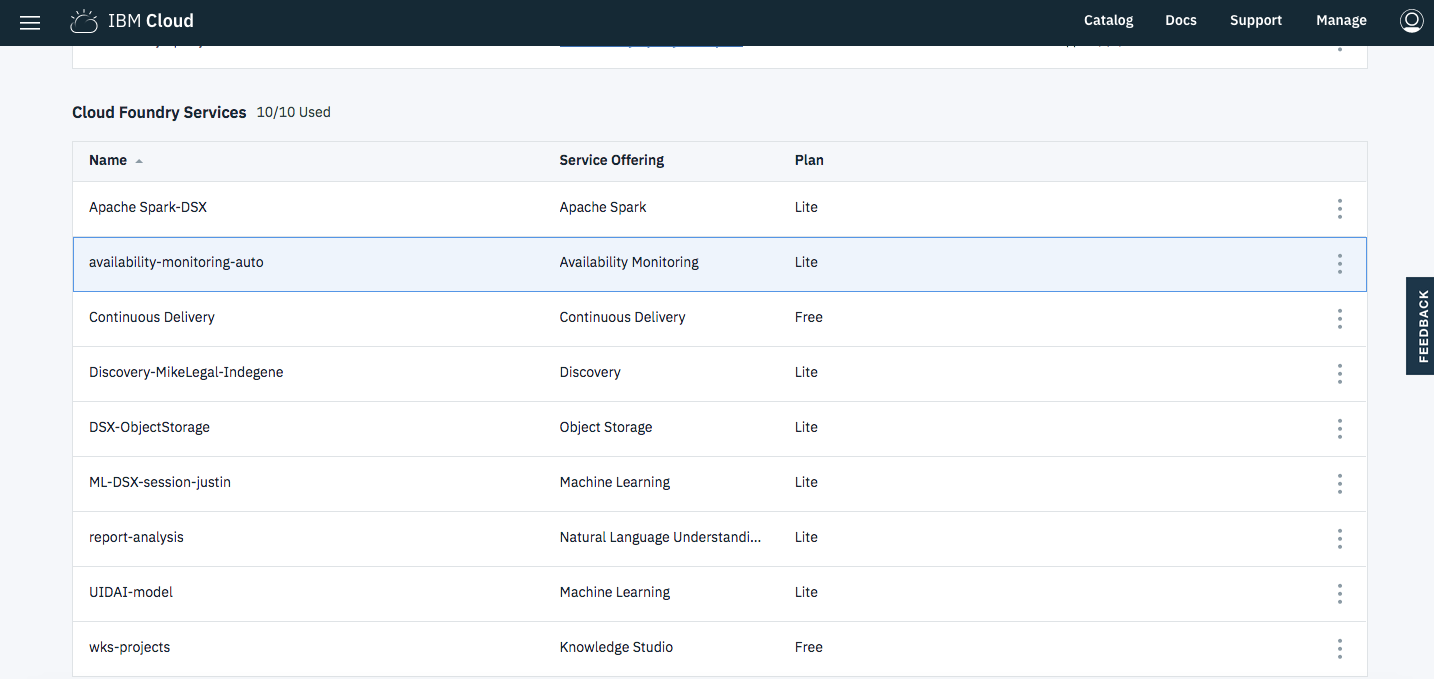 IBM Cloud Catalog Docs Support Manage
Cloud Foundry Services 10/10 Used
Name Service Offering Plan
Apache Spark-DSX Apache Spark Lite
availability-monitoring-auto Availability Monitoring Lite
Continuous Delivery Continuous Delivery Free
Discovery-MikeLegal-Indegene Discovery Lite
DSX-ObjectStorage Object Storage Lite
ML-DSX-session-justin Machine Learning Lite
report-analysis Natural Language Understandi... Lite
UIDAI-model Machine Learning Lite
wks-projects Knowledge Studio Free
FEEDBACK